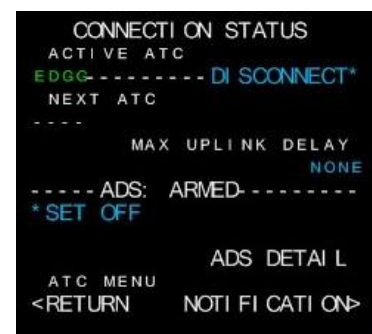 CONNECTION STATUS
ACTIVE ATC
EDGG--------- DISCONNECT*
NEXT ATC
----
MAX UPLINK DELAY
NONE
-----ADS: ARMED---------
*SET OFF
ADS DETAIL
ATC MENU
<RETURN NOTIFICATION>